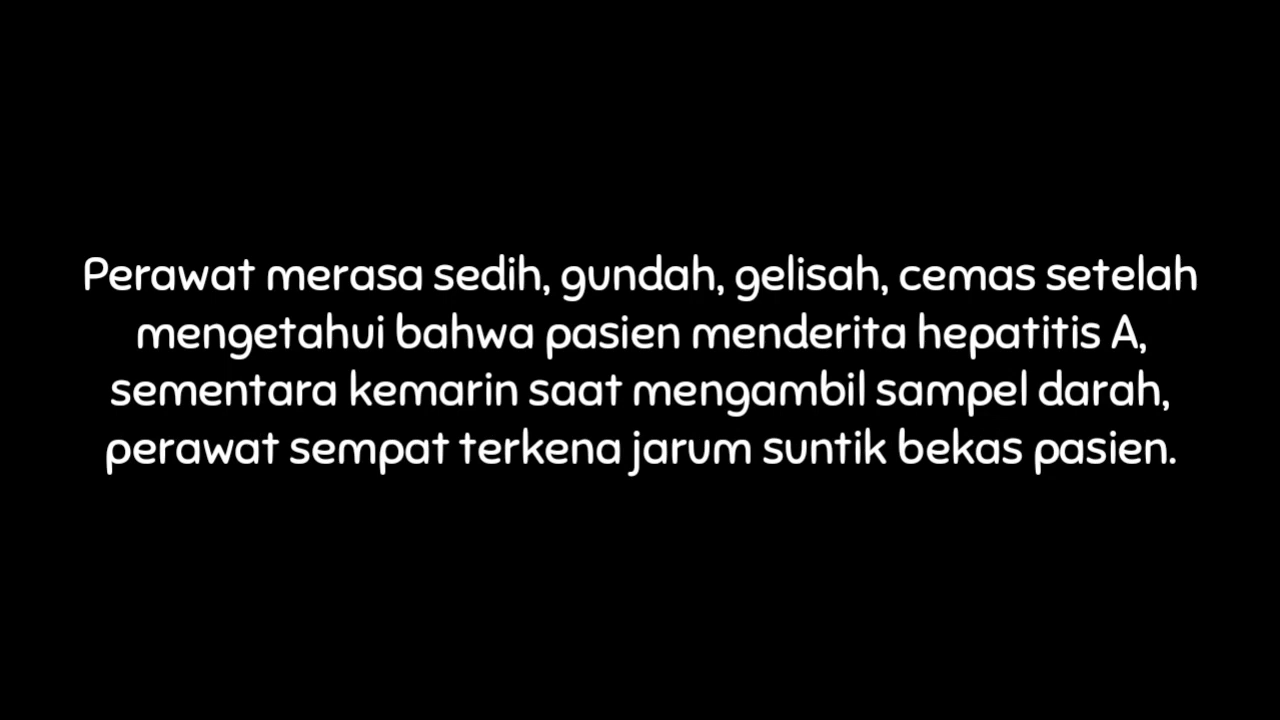 Perawat merasa sedih, gundah, gelisah, cemas setelah
mengetahui bahwa pasien menderita hepatitis A,
sementara kemarin saat mengambil sampel darah,
perawat sempat terkena jarum suntik bekas pasien.